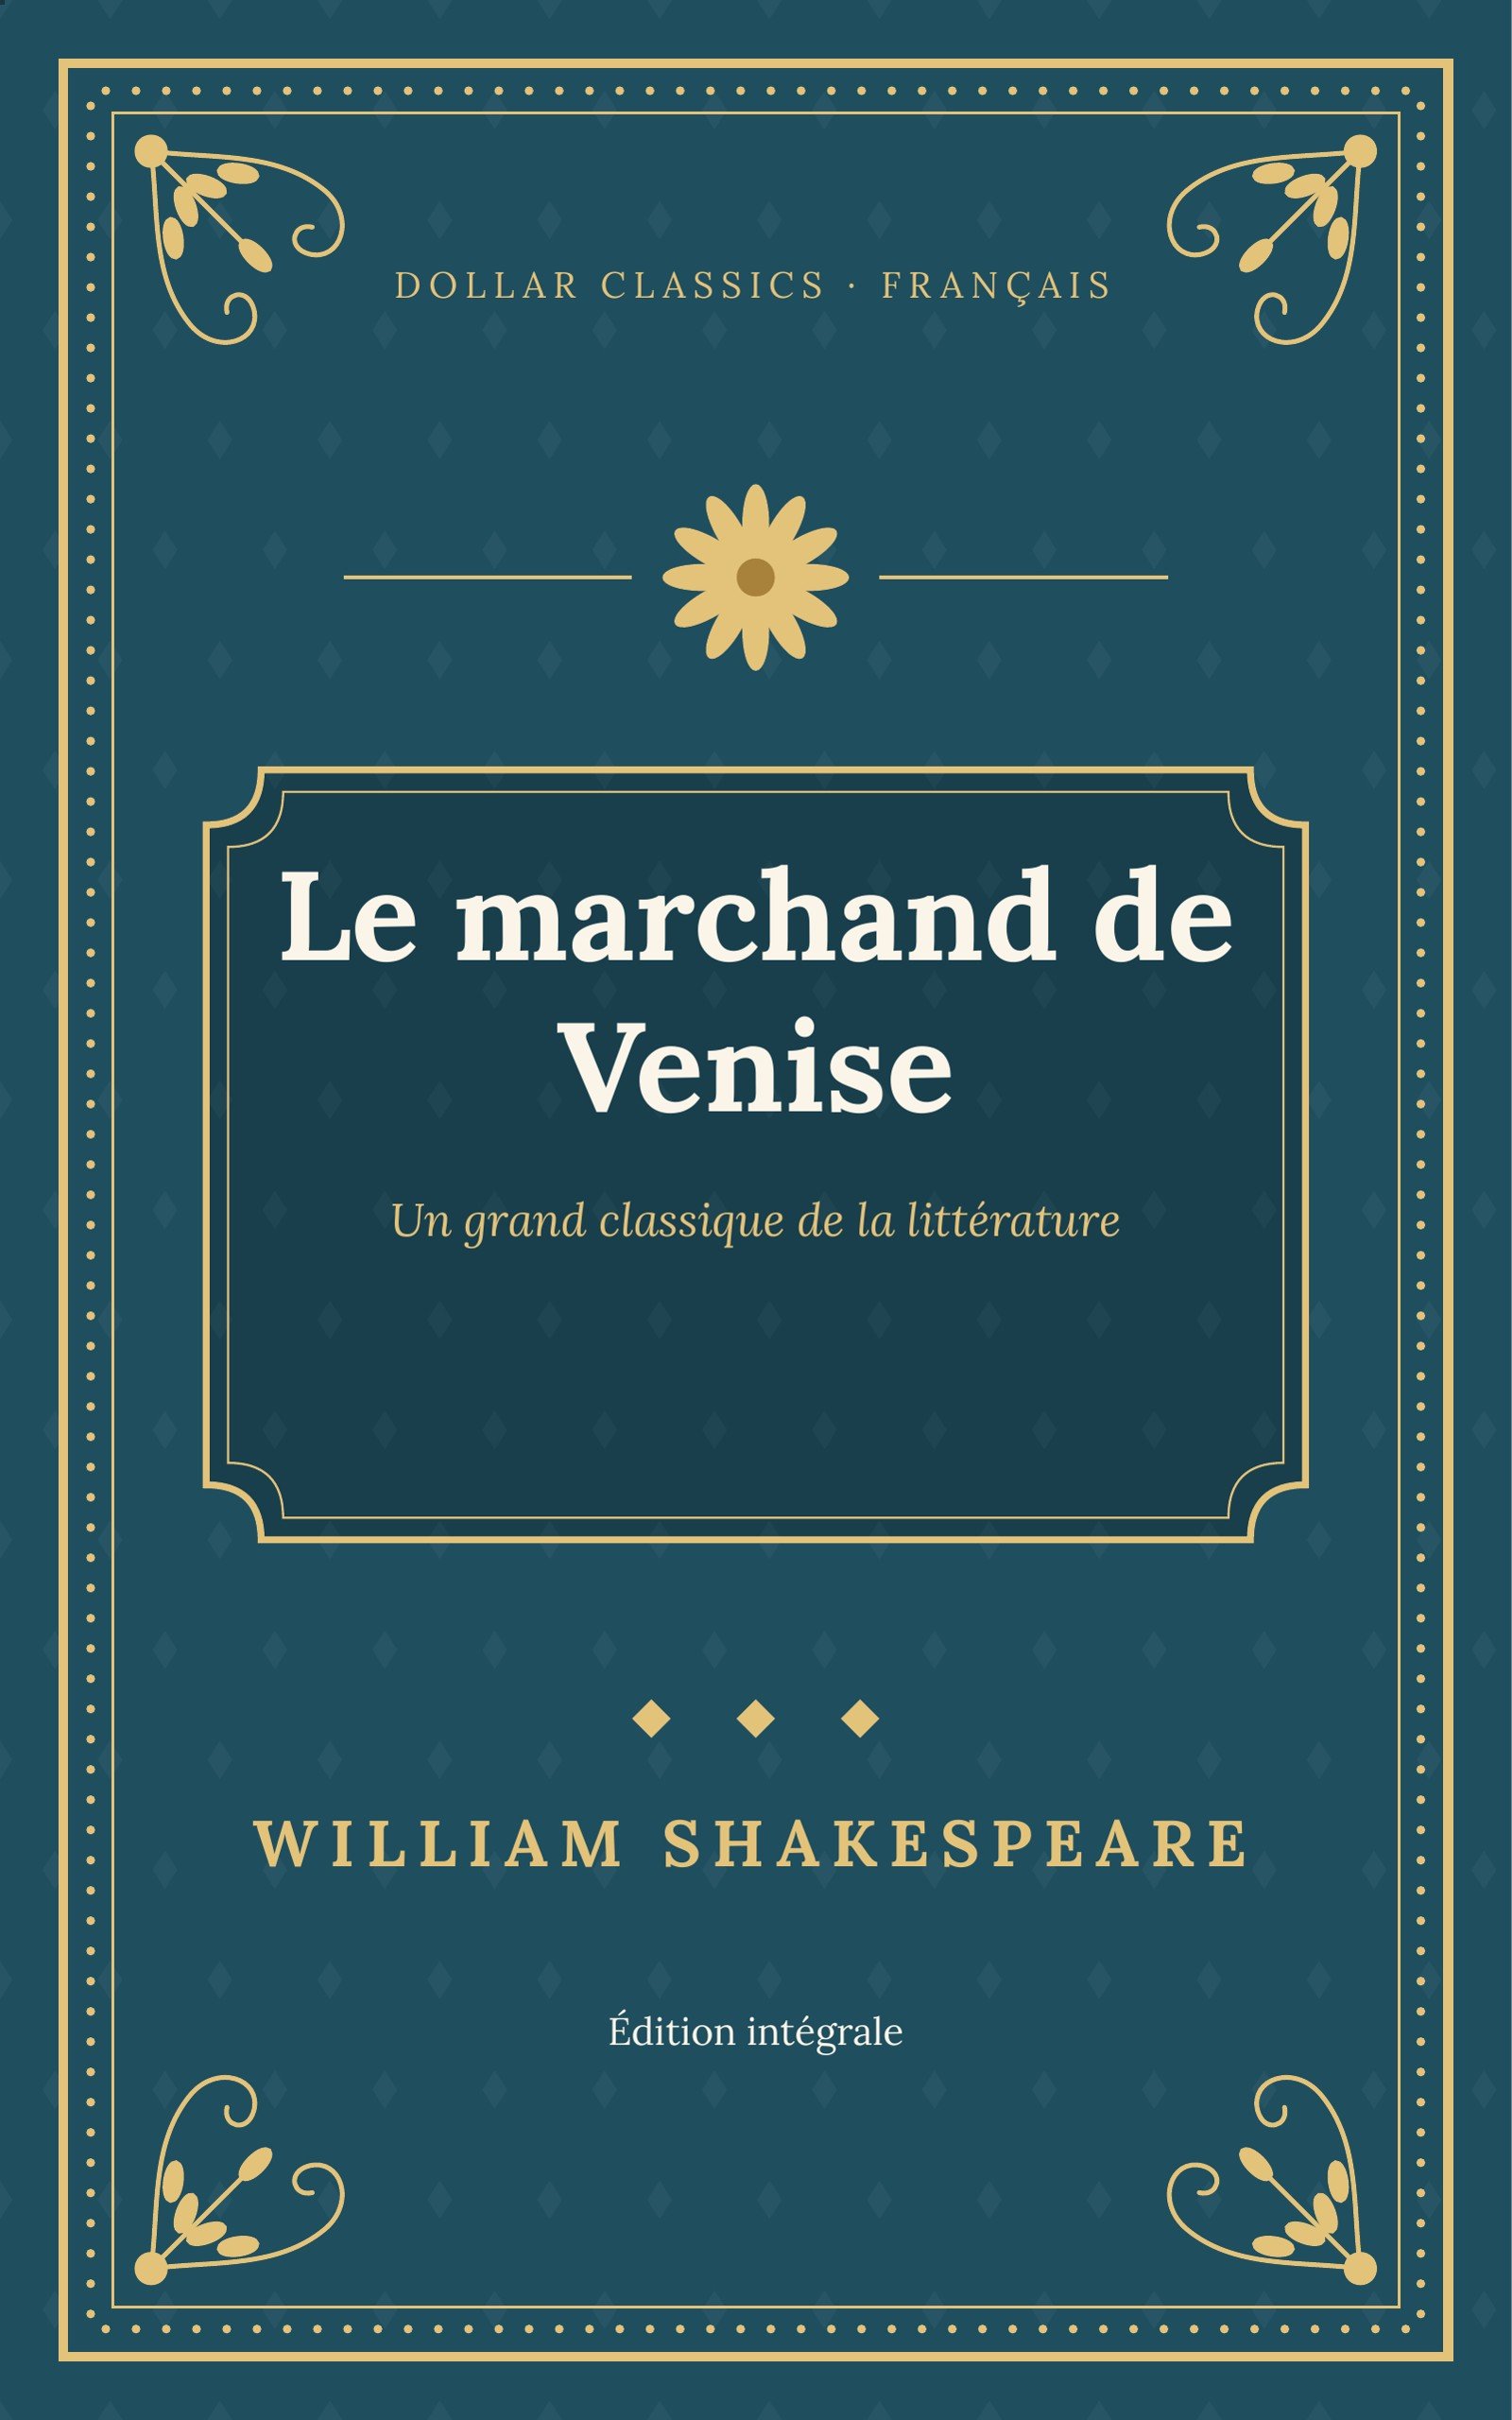 DOLLAR CLASSICS · FRANÇAIS
Le marchand de
Venise
Un grand classique de la littérature
WILLIAM SHAKESPEARE
Édition intégrale